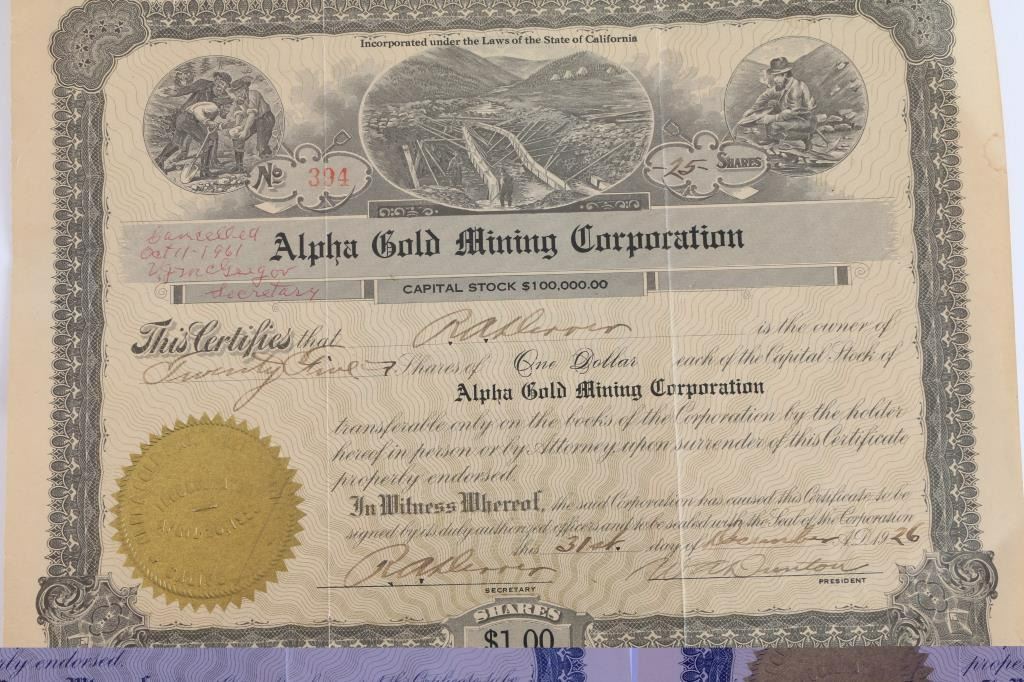 Incorporated under the Laws of the State of California
No 394
25 SHARES
Cancelled
Oct 11-1961
McGregor
Secretary
Alpha Gold Mining Corporation
CAPITAL STOCK $100,000.00
This Certifies that is the owner of
Twenty Five Shares of One Dollar each of the Capital Stock of
Alpha Gold Mining Corporation
transferable only on the books of the Corporation by the holder
hereof in person or by Attorney upon surrender of this Certificate
property endorsed.
In Witness Whereof, the said Corporation has caused this Certificate to be
signed by its duly authorized officers and to be sealed with the Seal of the Corporation
this 31st. day of December A.D. 1926
SECRETARY
PRESIDENT
SHARES
$1.00
endorsed.